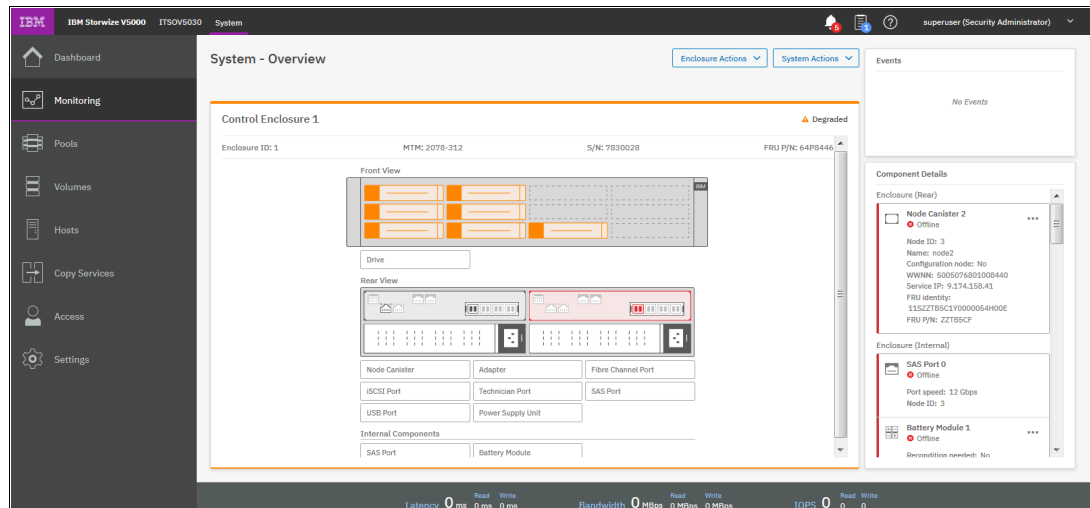 IBM
IBM Storwize V5000 ITSOV5030 System
5
1
superuser (Security Administrator)
Dashboard
Monitoring
Pools
Volumes
Hosts
Copy Services
Access
Settings
System - Overview
Enclosure Actions
System Actions
Control Enclosure 1
Degraded
Enclosure ID: 1
MTM: 2078-312
S/N: 7830028
FRU P/N: 64P8446
Front View
IBM
Drive
Rear View
Node Canister
Adapter
Fibre Channel Port
iSCSI Port
Technician Port
SAS Port
USB Port
Power Supply Unit
Internal Components
SAS Port
Battery Module
Events
No Events
Component Details
Enclosure (Rear)
Node Canister 2
Offline
Node ID: 3
Name: node2
Configuration node: No
WWNN: 5005076801008440
Service IP: 9.174.158.41
FRU identity:
11SZZTB5C1Y0000054H00E
FRU P/N: ZZTB5CF
Enclosure (Internal)
SAS Port 0
Offline
Port speed: 12 Gbps
Node ID: 3
Battery Module 1
Offline
Recondition needed: No
Latency 0 ms Read 0 ms Write 0 ms
Bandwidth 0 MBps Read 0 MBps Write 0 MBps
IOPS 0 Read 0 Write 0